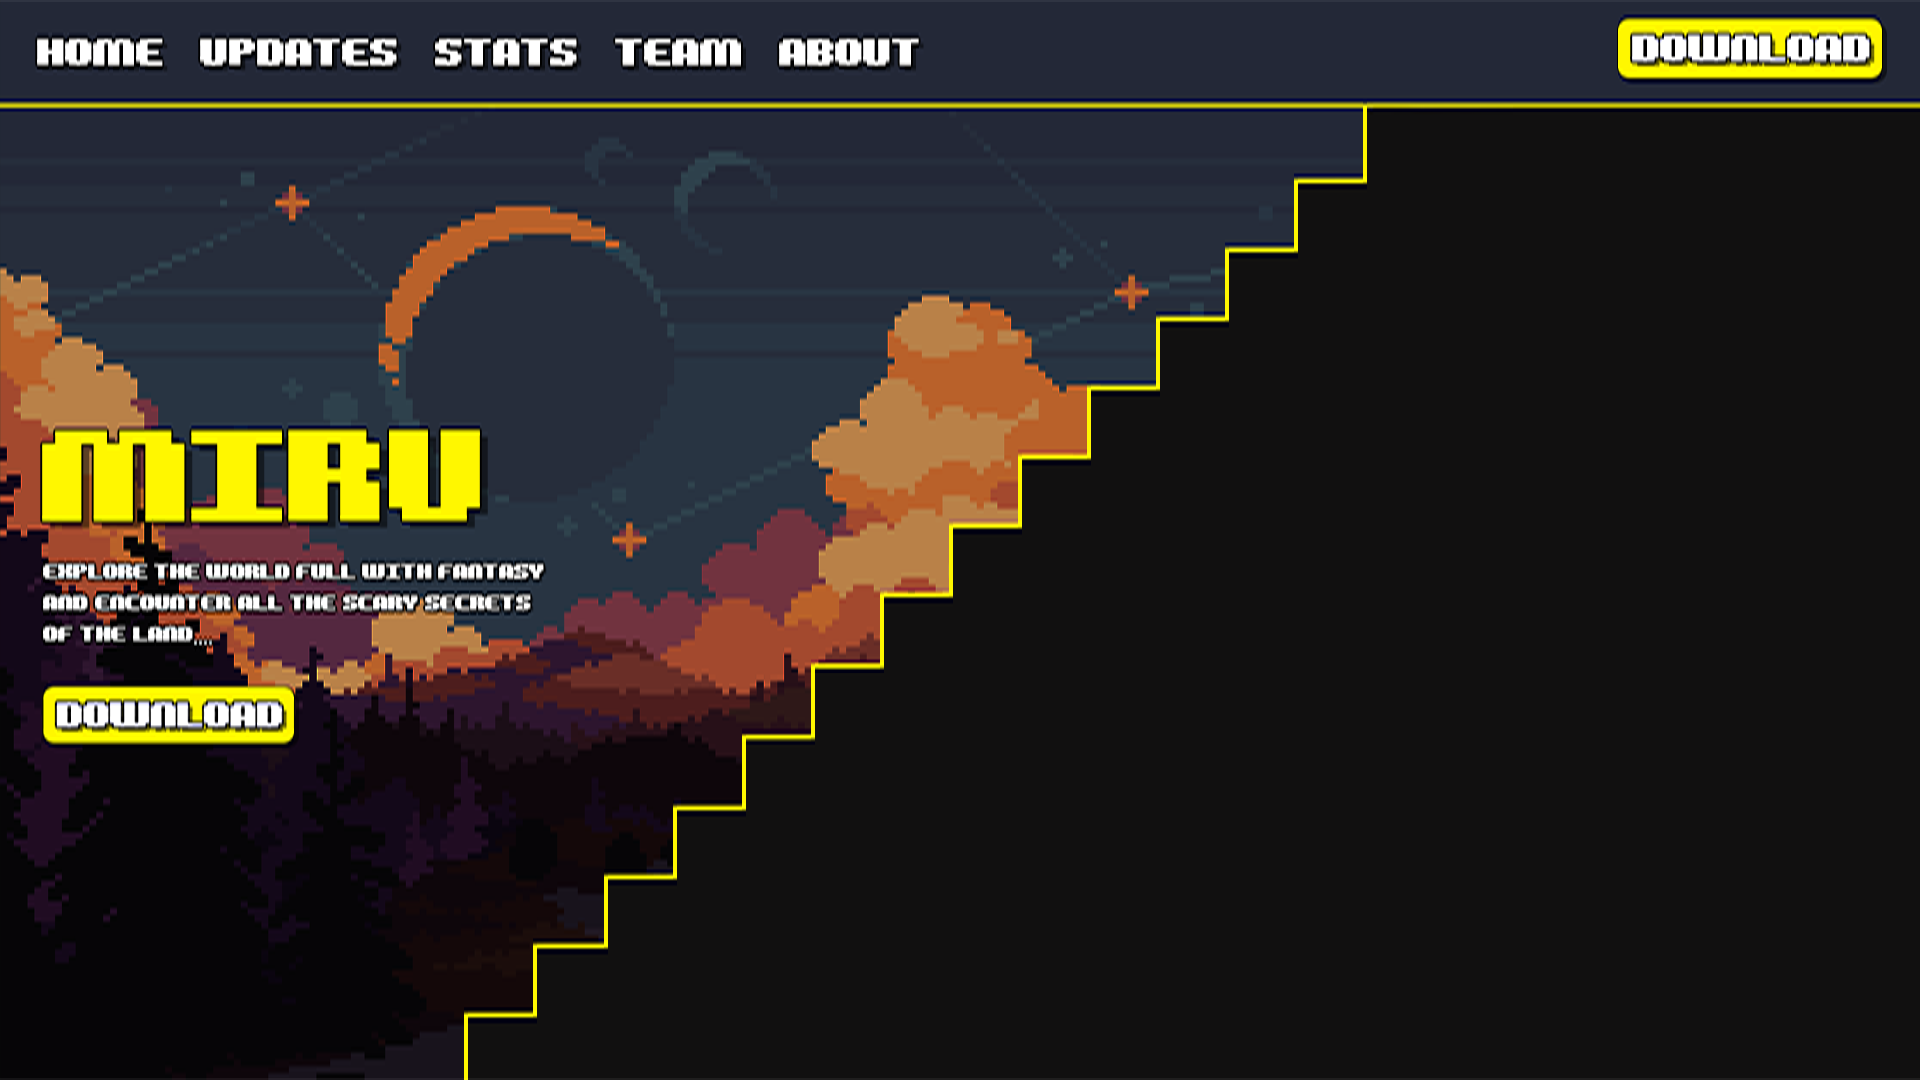 HOME UPDATES STATS TEAM ABOUT DOWNLOAD
MIRU
EXPLORE THE WORLD FULL WITH FANTASY
AND ENCOUNTER ALL THE SCARY SECRETS
OF THE LAND....
DOWNLOAD